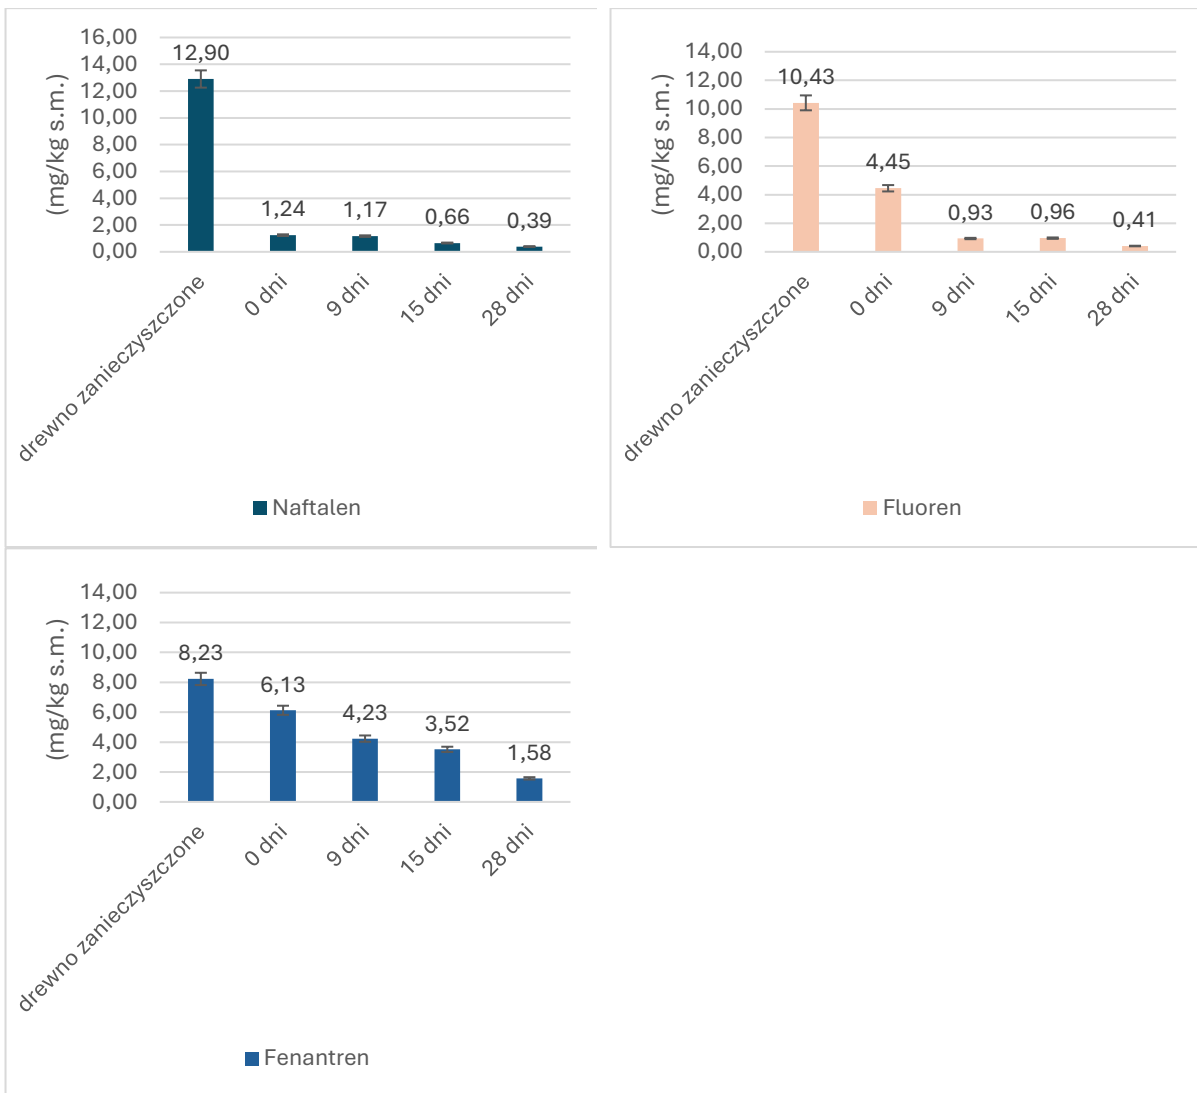 (mg/kg s.m.)
16,00
14,00
12,00
10,00
8,00
6,00
4,00
2,00
0,00
12,90
1,24
1,17
0,66
0,39
drewno zanieczyszczone
0 dni
9 dni
15 dni
28 dni
Naftalen
(mg/kg s.m.)
14,00
12,00
10,00
8,00
6,00
4,00
2,00
0,00
10,43
4,45
0,93
0,96
0,41
drewno zanieczyszczone
0 dni
9 dni
15 dni
28 dni
Fluoren
(mg/kg s.m.)
14,00
12,00
10,00
8,00
6,00
4,00
2,00
0,00
8,23
6,13
4,23
3,52
1,58
drewno zanieczyszczone
0 dni
9 dni
15 dni
28 dni
Fenantren